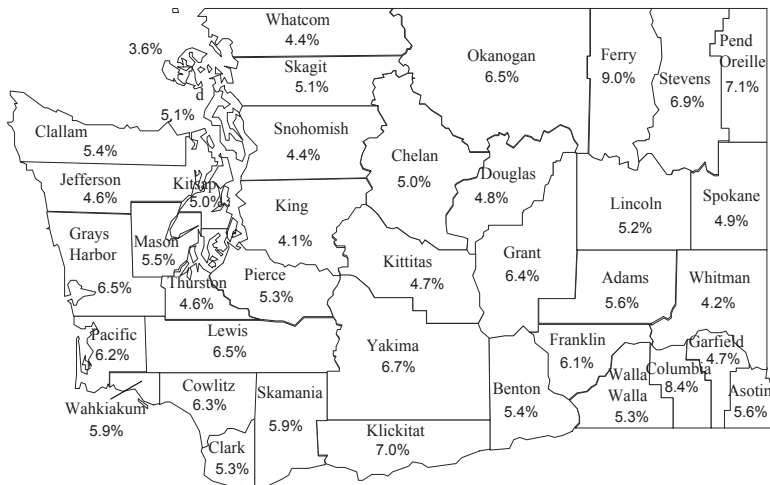 Whatcom
4.4%
3.6%
Skagit
5.1%
d
5.1%
Okanogan
6.5%
Ferry
9.0%
Stevens
6.9%
Pend
Oreille
7.1%
Clallam
5.4%
Snohomish
4.4%
Chelan
5.0%
Douglas
4.8%
Jefferson
4.6%
Kitsap
5.0%
King
4.1%
Lincoln
5.2%
Spokane
4.9%
Grays
Harbor
6.5%
Mason
5.5%
Thurston
4.6%
Pierce
5.3%
Kittitas
4.7%
Grant
6.4%
Adams
5.6%
Whitman
4.2%
Pacific
6.2%
Lewis
6.5%
Yakima
6.7%
Franklin
6.1%
Garfield
4.7%
Columbia
8.4%
Walla
Walla
5.3%
Asotin
5.6%
Benton
5.4%
Wahkiakum
5.9%
Cowlitz
6.3%
Skamania
5.9%
Clark
5.3%
Klickitat
7.0%